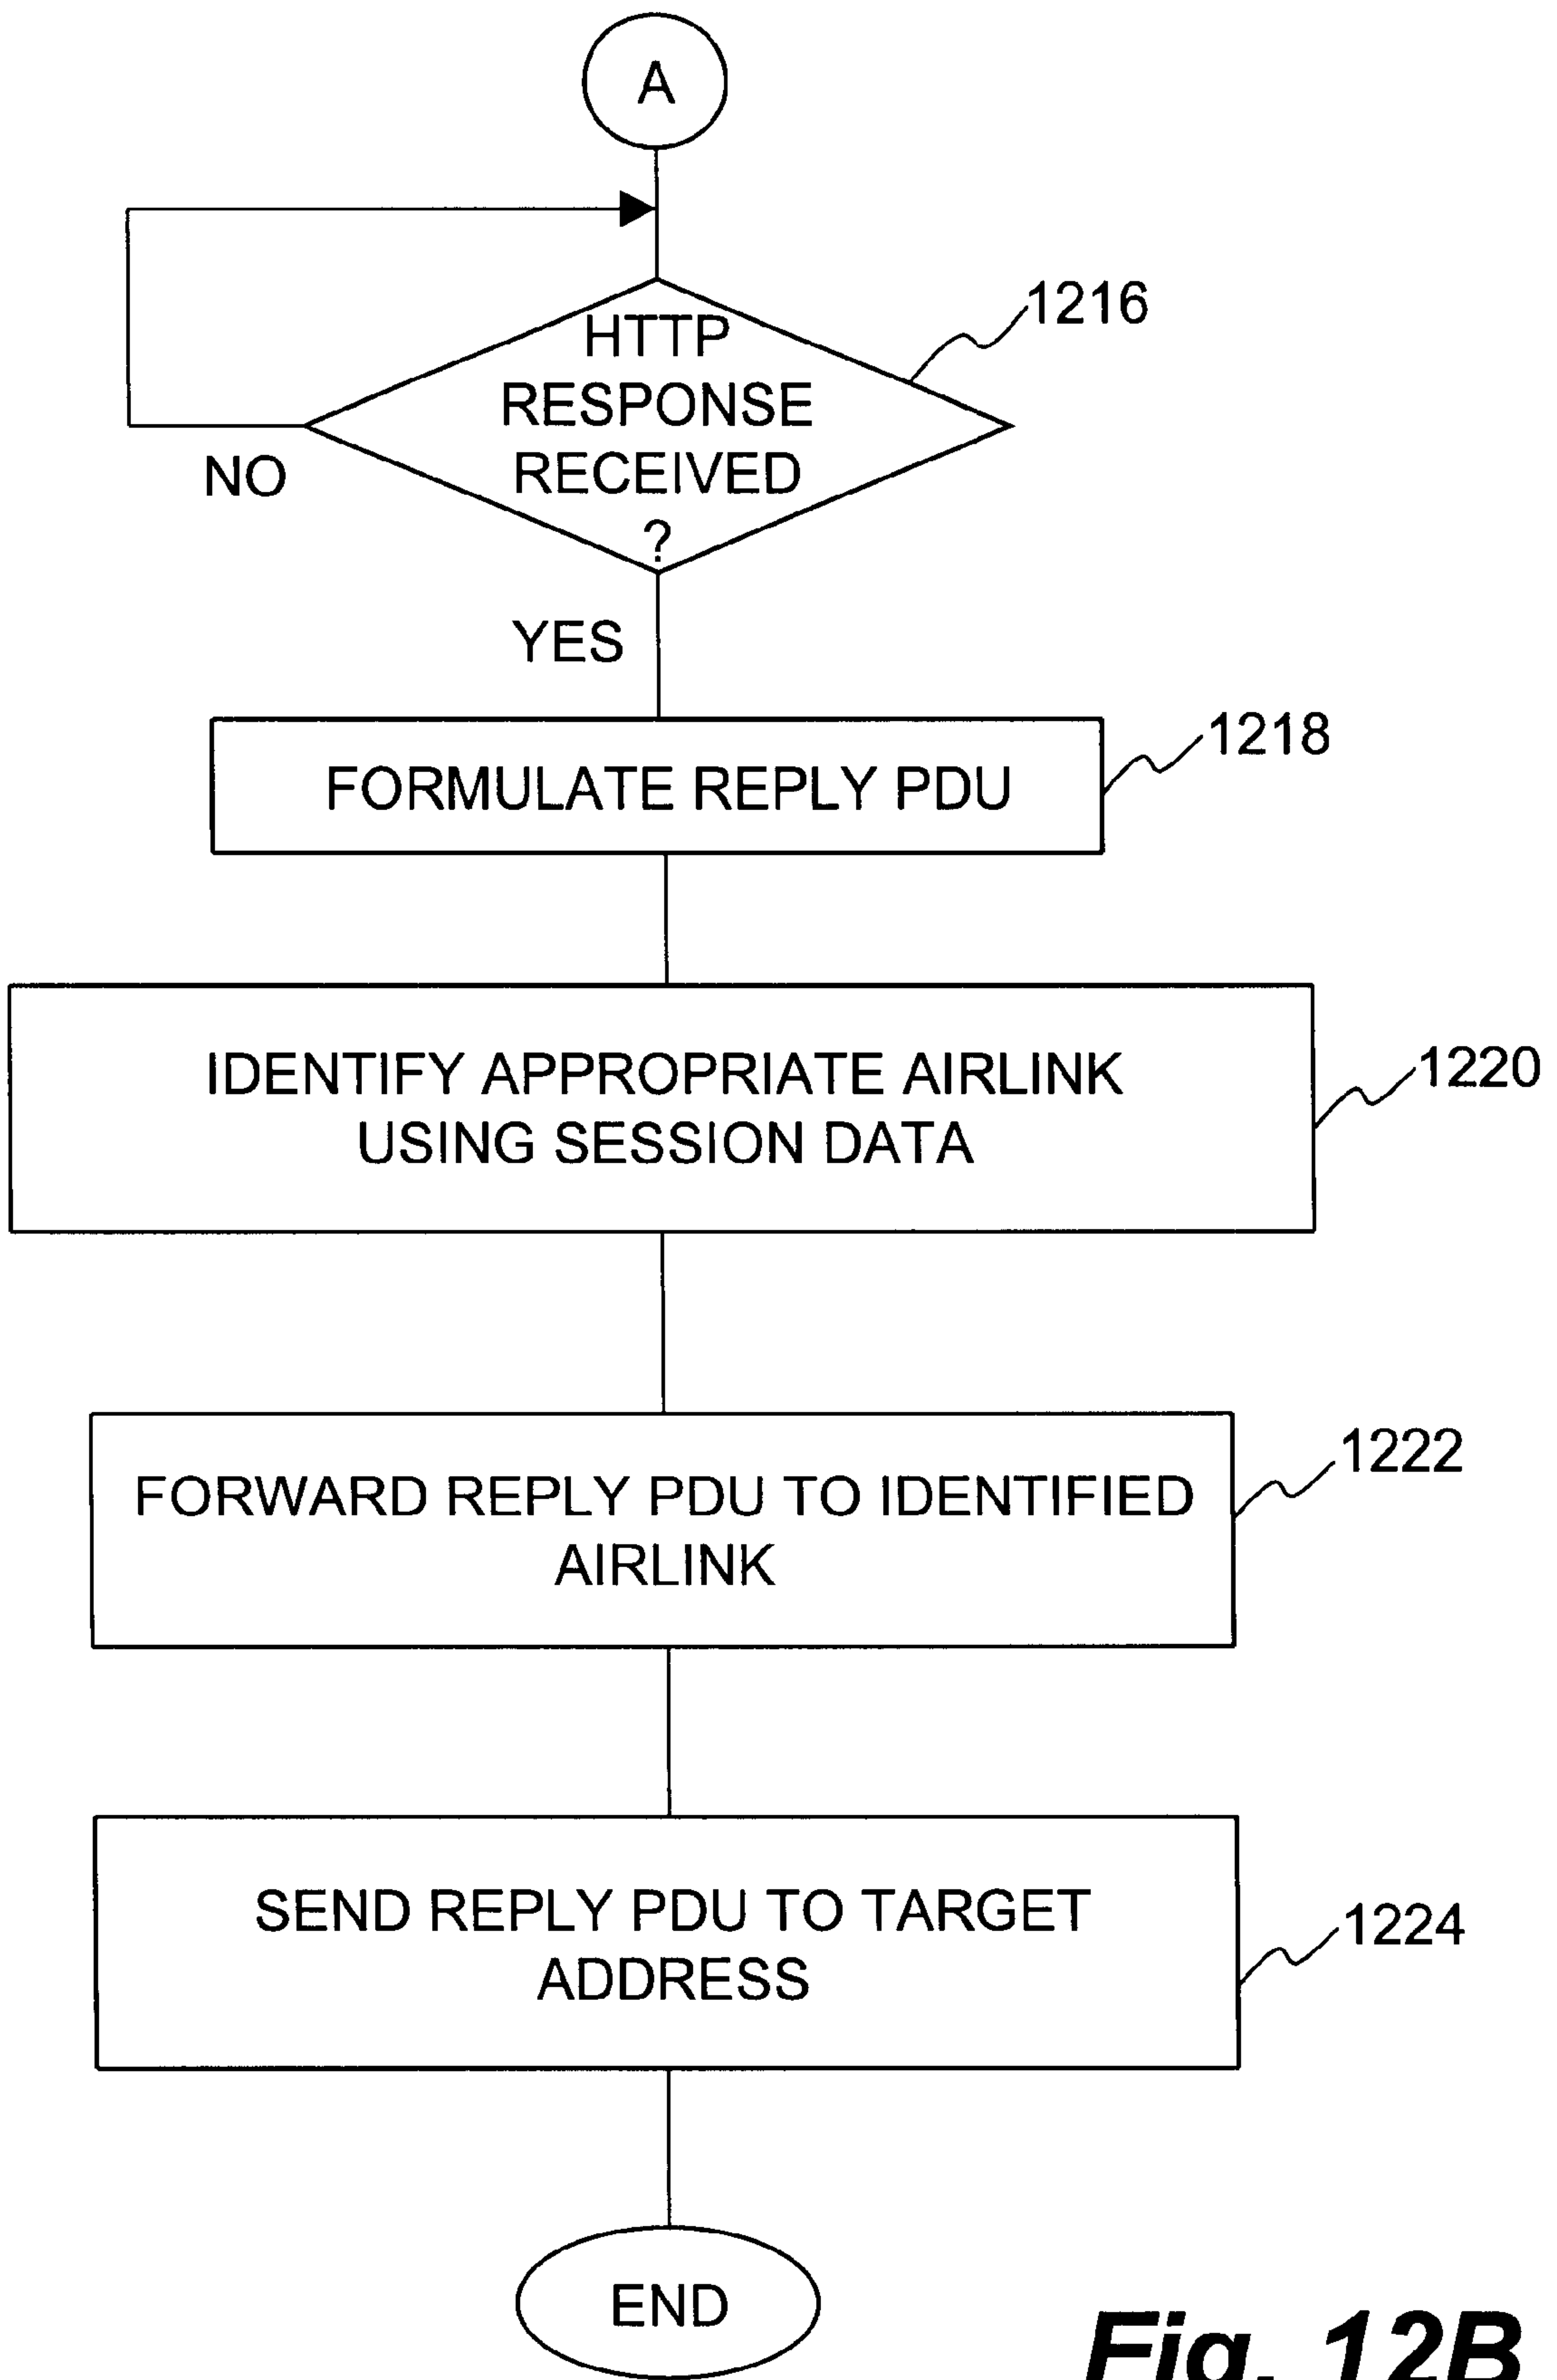 A
1216
HTTP
RESPONSE
RECEIVED
?
NO
YES
1218
FORMULATE REPLY PDU
1220
IDENTIFY APPROPRIATE AIRLINK
USING SESSION DATA
1222
FORWARD REPLY PDU TO IDENTIFIED
AIRLINK
1224
SEND REPLY PDU TO TARGET
ADDRESS
END
Fig. 12B